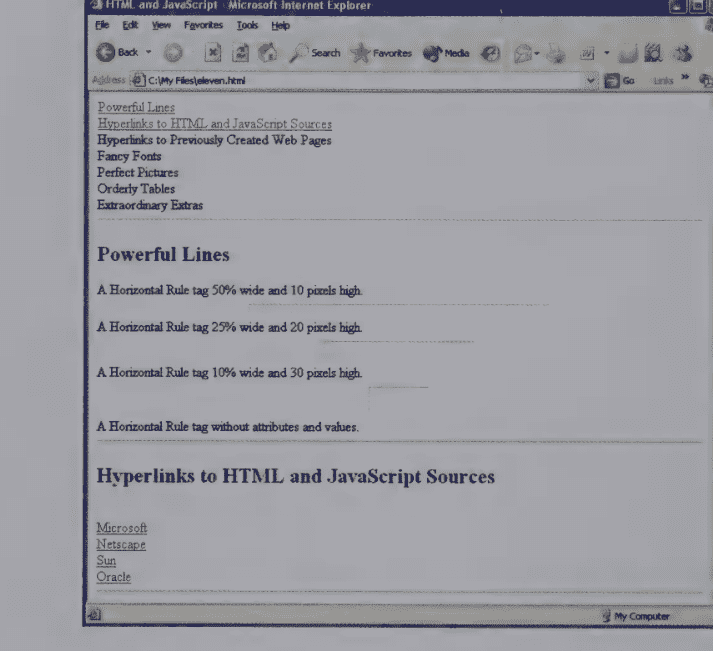 HTML and JavaScript - Microsoft Internet Explorer
File Edit View Favorites Tools Help
Back Search Favorites Media
Address C:\My Files\eleven.html Go Links »
Powerful Lines
Hyperlinks to HTML and JavaScript Sources
Hyperlinks to Previously Created Web Pages
Fancy Fonts
Perfect Pictures
Orderly Tables
Extraordinary Extras
Powerful Lines
A Horizontal Rule tag 50% wide and 10 pixels high.
A Horizontal Rule tag 25% wide and 20 pixels high.
A Horizontal Rule tag 10% wide and 30 pixels high.
A Horizontal Rule tag without attributes and values.
Hyperlinks to HTML and JavaScript Sources
Microsoft
Netscape
Sun
Oracle
My Computer